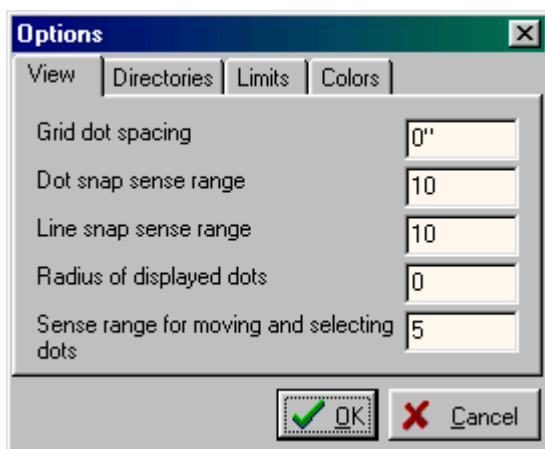 Options
View Directories Limits Colors
Grid dot spacing 0"
Dot snap sense range 10
Line snap sense range 10
Radius of displayed dots 0
Sense range for moving and selecting 5
dots
OK Cancel